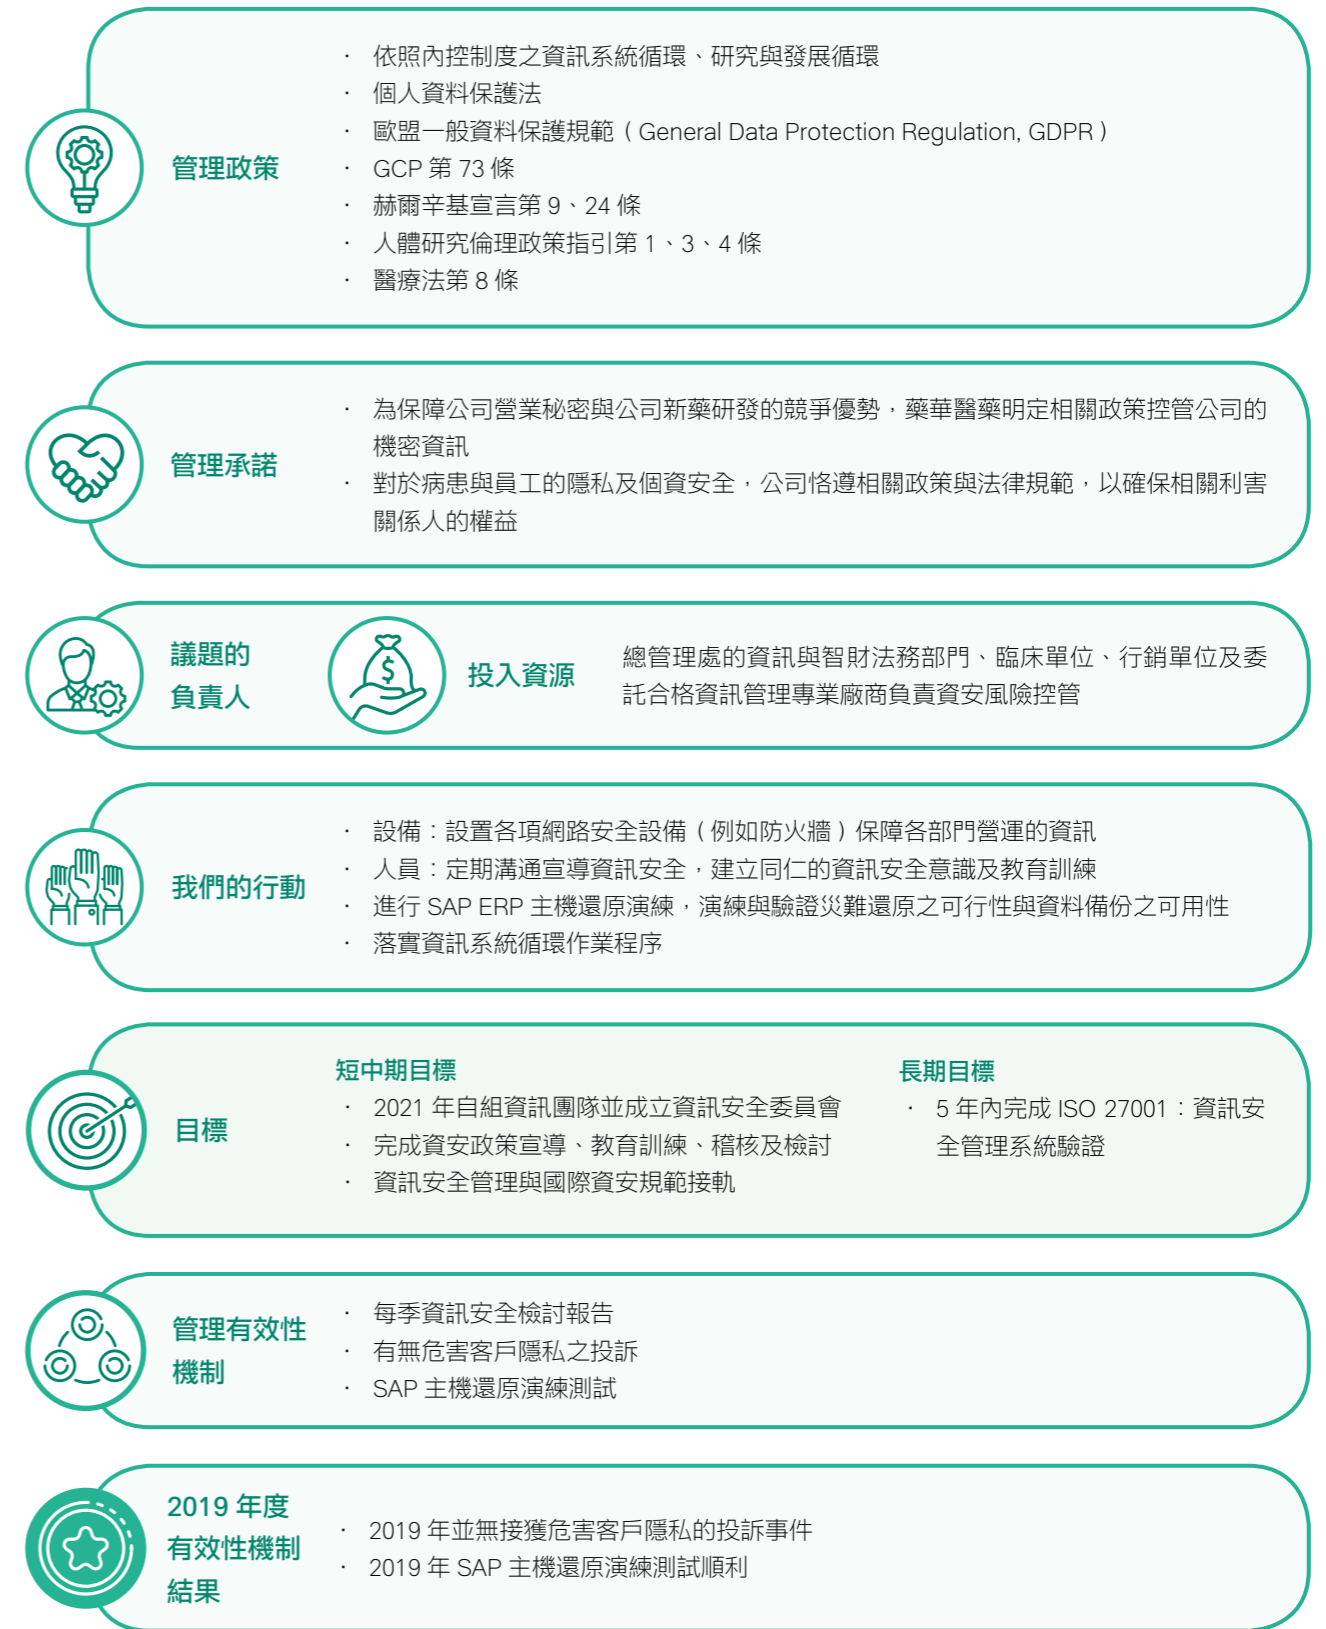 管理政策
· 依照內控制度之資訊系統循環、研究與發展循環
· 個人資料保護法
· 歐盟一般資料保護規範（General Data Protection Regulation, GDPR）
· GCP 第 73 條
· 赫爾辛基宣言第 9、24 條
· 人體研究倫理政策指引第 1、3、4 條
· 醫療法第 8 條
管理承諾
· 為保障公司營業秘密與公司新藥研發的競爭優勢，藥華醫藥明定相關政策控管公司的
機密資訊
· 對於病患與員工的隱私及個資安全，公司恪遵相關政策與法律規範，以確保相關利害
關係人的權益
議題的
負責人
投入資源
總管理處的資訊與智財法務部門、臨床單位、行銷單位及委
託合格資訊管理專業廠商負責資安風險控管
我們的行動
· 設備：設置各項網路安全設備（例如防火牆）保障各部門營運的資訊
· 人員：定期溝通宣導資訊安全，建立同仁的資訊安全意識及教育訓練
· 進行 SAP ERP 主機還原演練，演練與驗證災難還原之可行性與資料備份之可用性
· 落實資訊系統循環作業程序
目標
短中期目標
· 2021 年自組資訊團隊並成立資訊安全委員會
· 完成資安政策宣導、教育訓練、稽核及檢討
· 資訊安全管理與國際資安規範接軌
長期目標
· 5 年內完成 ISO 27001：資訊安
全管理系統驗證
管理有效性
機制
· 每季資訊安全檢討報告
· 有無危害客戶隱私之投訴
· SAP 主機還原演練測試
2019 年度
有效性機制
結果
· 2019 年並無接獲危害客戶隱私的投訴事件
· 2019 年 SAP 主機還原演練測試順利